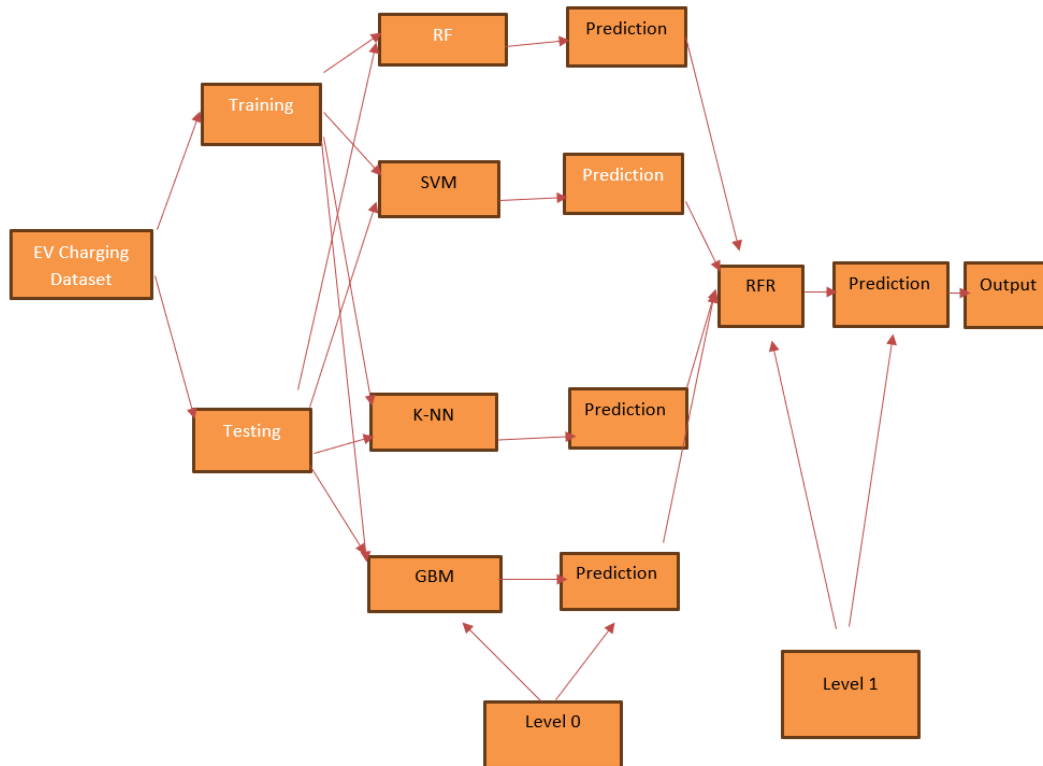 RF
Prediction
Training
SVM
Prediction
EV Charging
Dataset
RFR
Prediction
Output
Testing
K-NN
Prediction
GBM
Prediction
Level 0
Level 1